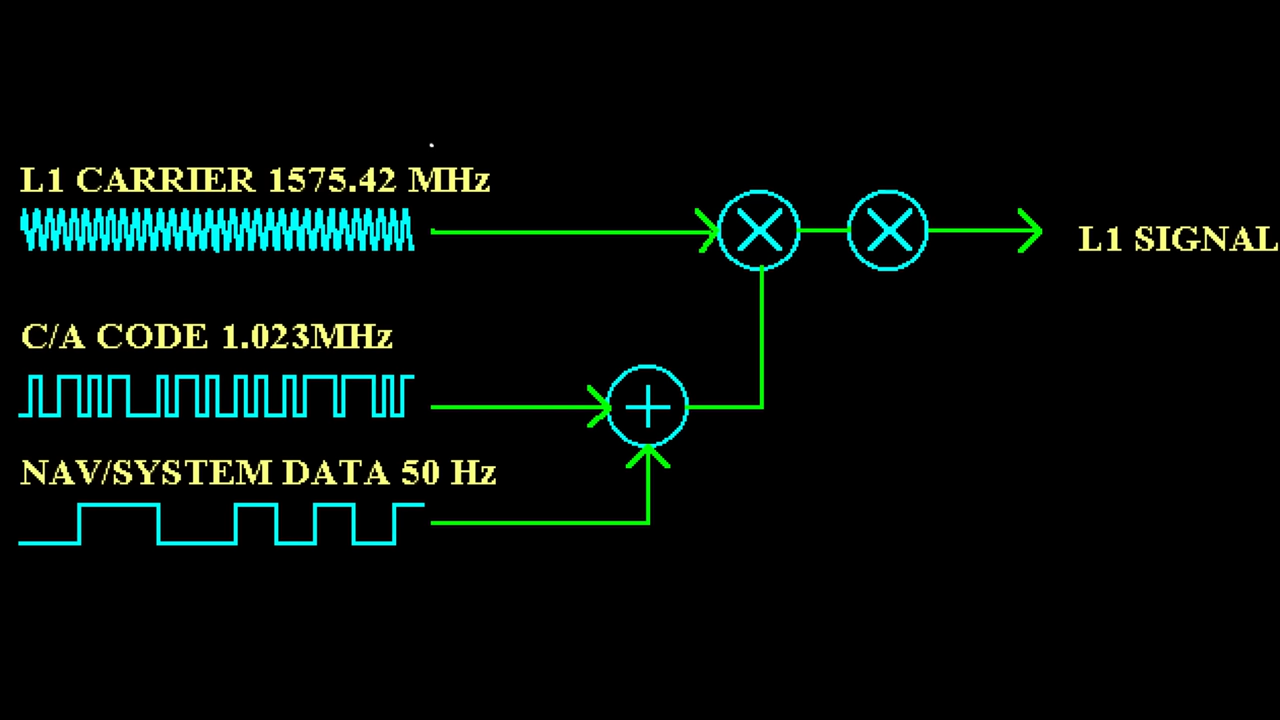 L1 CARRIER 1575.42 MHz
L1 SIGNAL
C/A CODE 1.023MHz
NAV/SYSTEM DATA 50 Hz